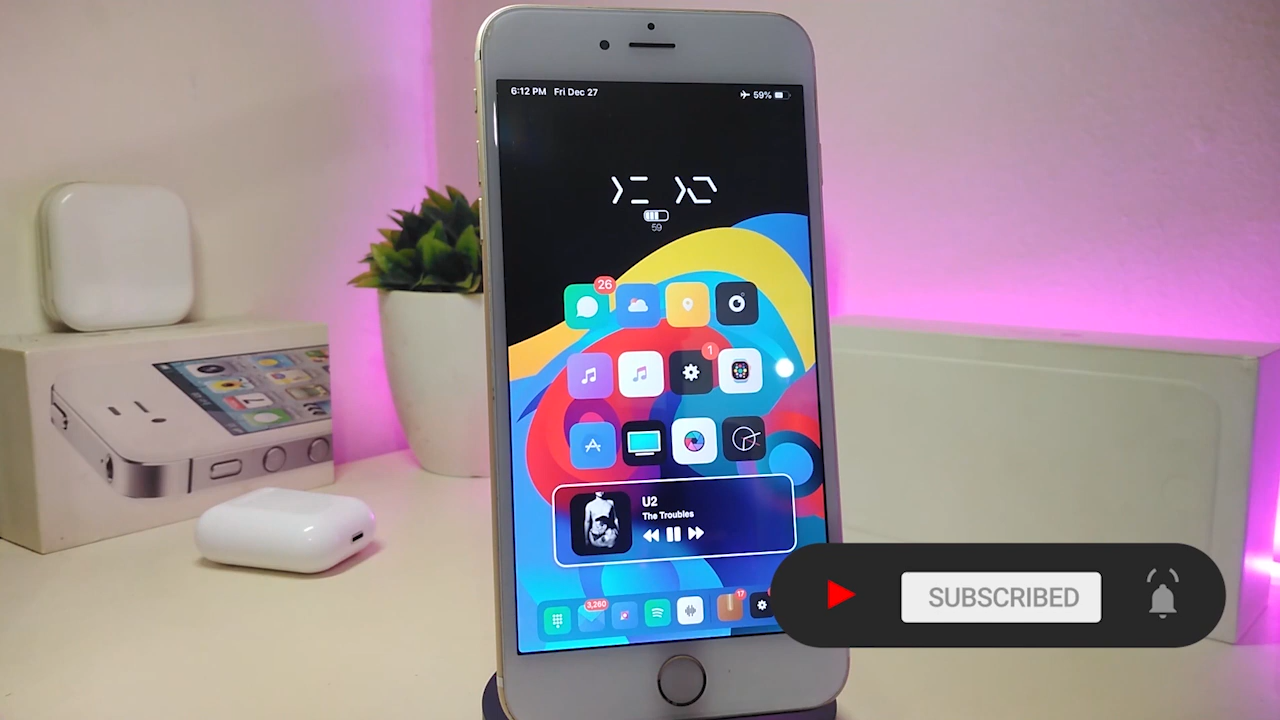 6:12 PM Fri Dec 27
59%
59
26
1
U2
The Troubles
3,260
17
SUBSCRIBED